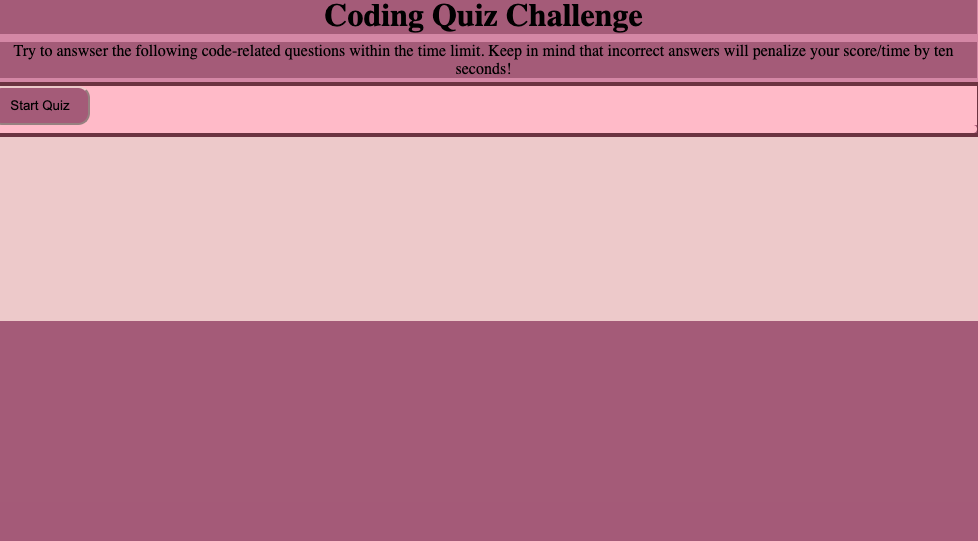 Coding Quiz Challenge
Try to answser the following code-related questions within the time limit. Keep in mind that incorrect answers will penalize your score/time by ten
seconds!
Start Quiz